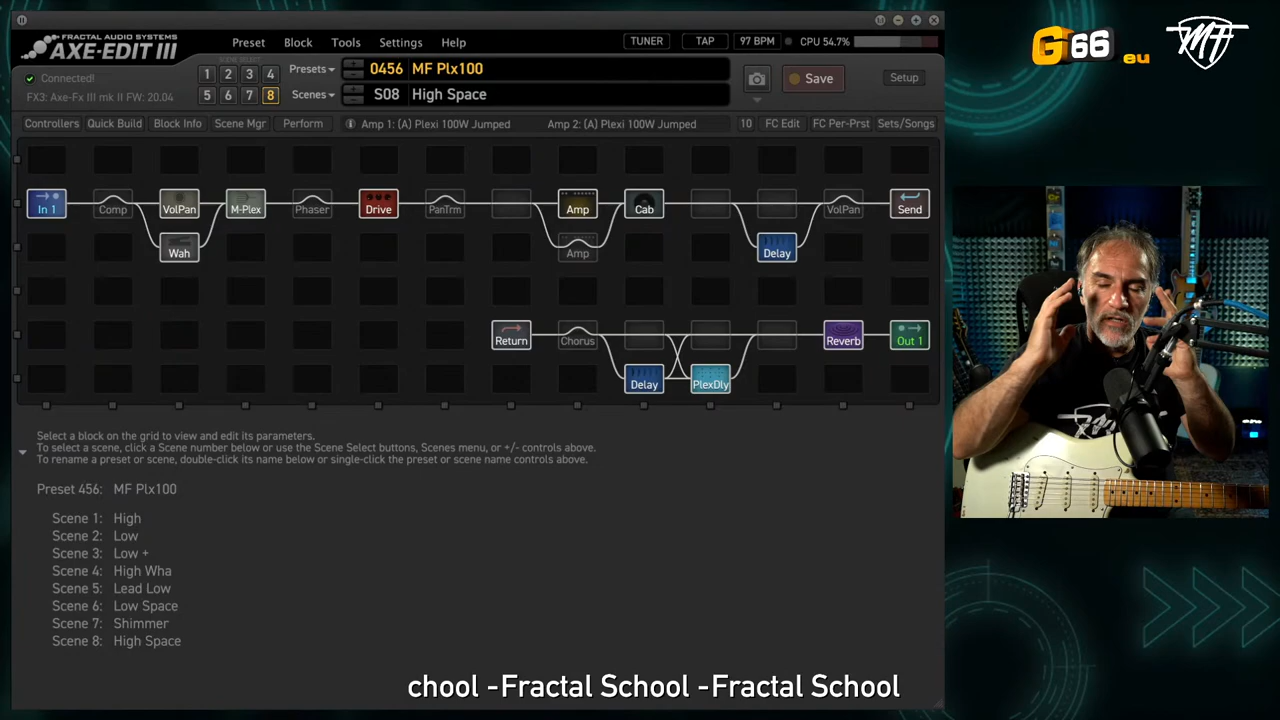 FRACTAL AUDIO SYSTEMS
AXE-EDIT III
Preset Block Tools Settings Help
TUNER TAP 97 BPM CPU 54.7%
G66 eu
MF
Connected!
FX3: Axe-Fx III mk II FW: 20.04
SCENE SELECT
1 2 3 4
5 6 7 8
Presets 0456 MF Plx100
Scenes S08 High Space
Save
Setup
Controllers Quick Build Block Info Scene Mgr Perform
Amp 1: (A) Plexi 100W Jumped Amp 2: (A) Plexi 100W Jumped
10 FC Edit FC Per-Prst Sets/Songs
In 1 Comp VolPan M-Plex Phaser Drive PanTrm Amp Cab VolPan Send
Wah Amp Delay
Return Chorus Reverb Out 1
Delay PlexDly
Select a block on the grid to view and edit its parameters.
To select a scene, click a Scene number below or use the Scene Select buttons, Scenes menu, or +/- controls above.
To rename a preset or scene, double-click its name below or single-click the preset or scene name controls above.
Preset 456: MF Plx100
Scene 1: High
Scene 2: Low
Scene 3: Low +
Scene 4: High Wha
Scene 5: Lead Low
Scene 6: Low Space
Scene 7: Shimmer
Scene 8: High Space
chool -Fractal School -Fractal School